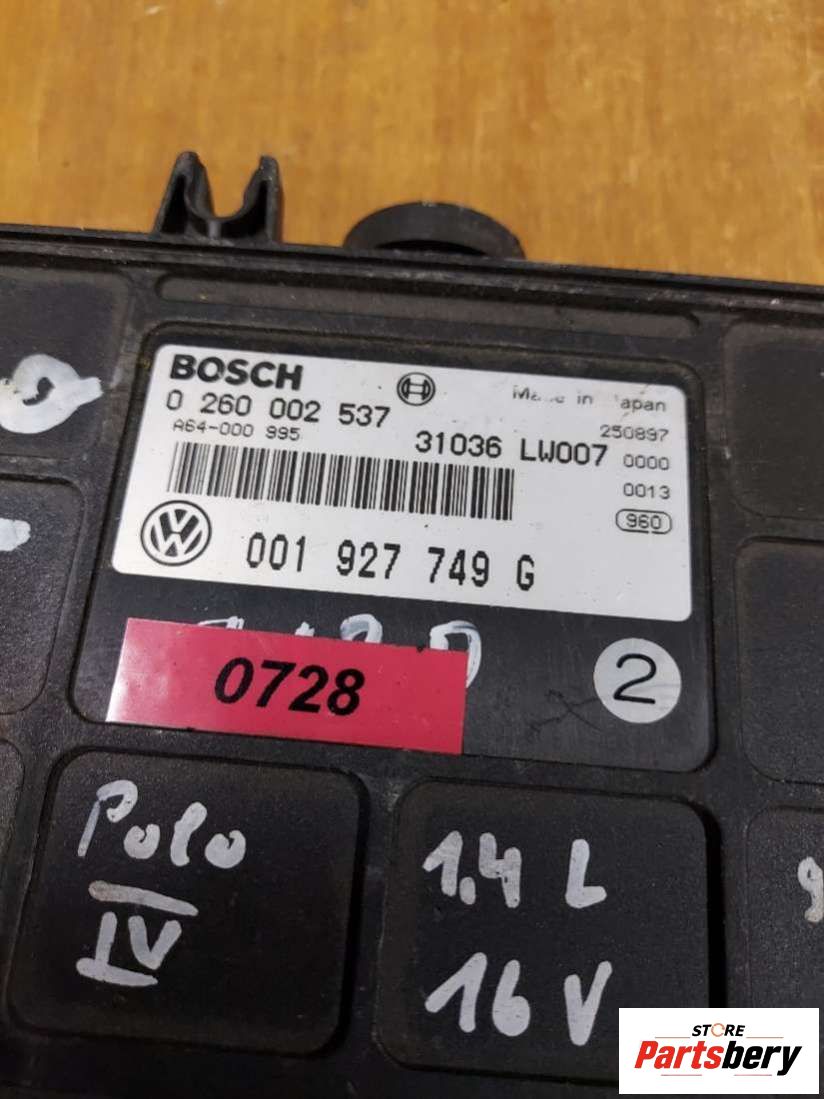 BOSCH
Made in Japan
0 260 002 537
250897
A64-000 995
31036 LW007
0000
0013
960
001 927 749 G
0728
2
Polo
IV
1.4 L
16 V
STORE
Partsbery